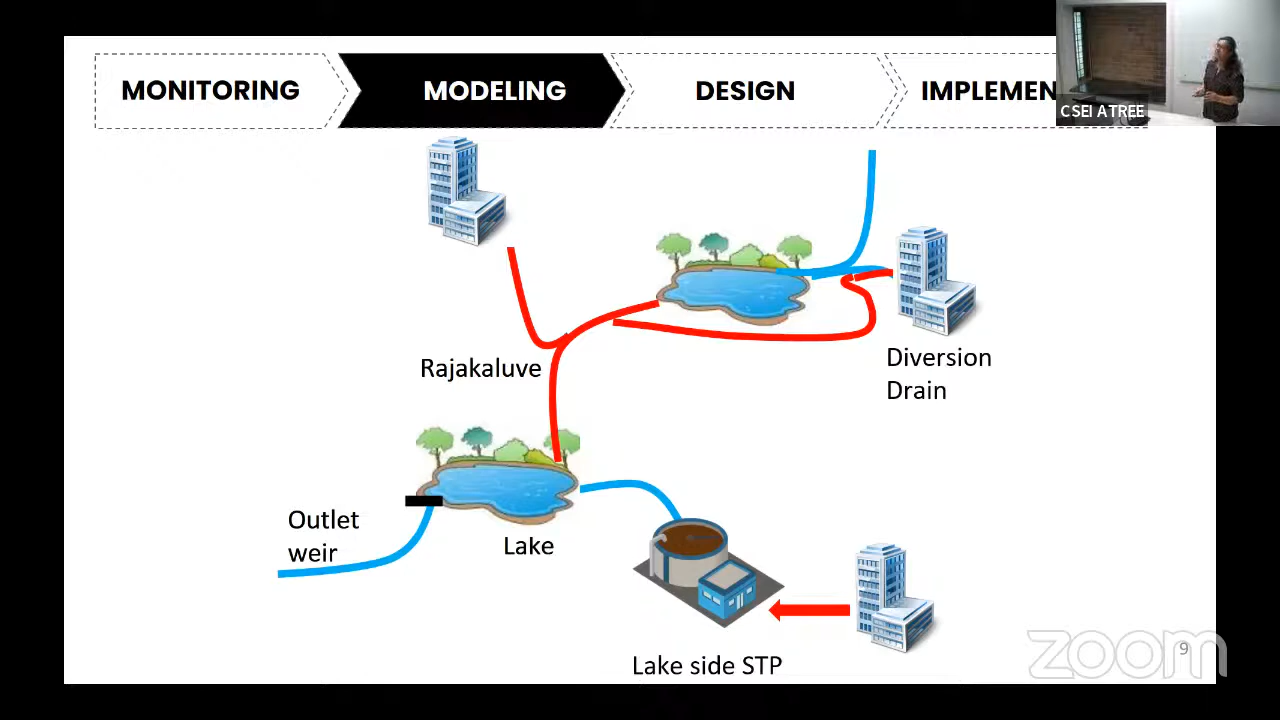 MONITORING
MODELING
DESIGN
IMPLEMEN
CSEI ATREE
Diversion
Drain
Rajakaluve
Outlet
weir
Lake
Lake side STP
zoom
9